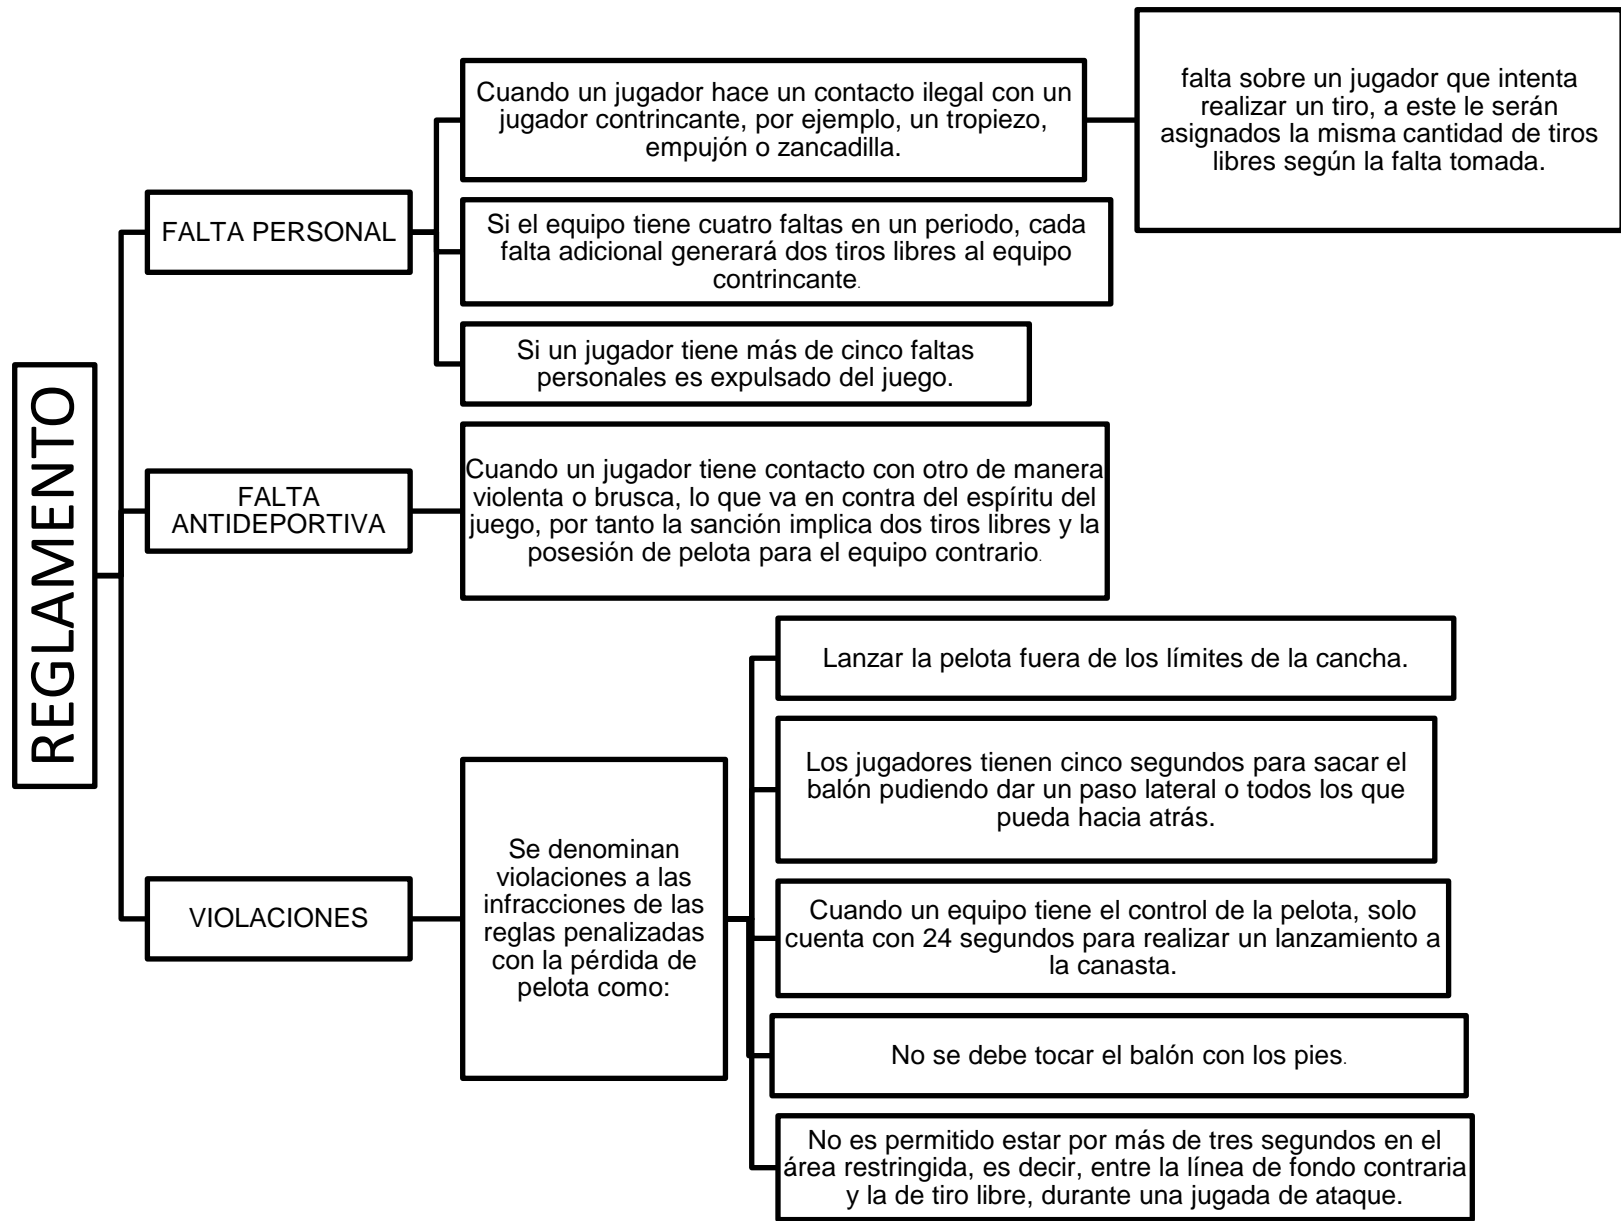 REGLAMENTO
FALTA PERSONAL
Cuando un jugador hace un contacto ilegal con un
jugador contrincante, por ejemplo, un tropiezo,
empujón o zancadilla.
falta sobre un jugador que intenta
realizar un tiro, a este le serán
asignados la misma cantidad de tiros
libres según la falta tomada.
Si el equipo tiene cuatro faltas en un periodo, cada
falta adicional generará dos tiros libres al equipo
contrincante.
Si un jugador tiene más de cinco faltas
personales es expulsado del juego.
FALTA
ANTIDEPORTIVA
Cuando un jugador tiene contacto con otro de manera
violenta o brusca, lo que va en contra del espíritu del
juego, por tanto la sanción implica dos tiros libres y la
posesión de pelota para el equipo contrario.
VIOLACIONES
Se denominan
violaciones a las
infracciones de las
reglas penalizadas
con la pérdida de
pelota como:
Lanzar la pelota fuera de los límites de la cancha.
Los jugadores tienen cinco segundos para sacar el
balón pudiendo dar un paso lateral o todos los que
pueda hacia atrás.
Cuando un equipo tiene el control de la pelota, solo
cuenta con 24 segundos para realizar un lanzamiento a
la canasta.
No se debe tocar el balón con los pies.
No es permitido estar por más de tres segundos en el
área restringida, es decir, entre la línea de fondo contraria
y la de tiro libre, durante una jugada de ataque.